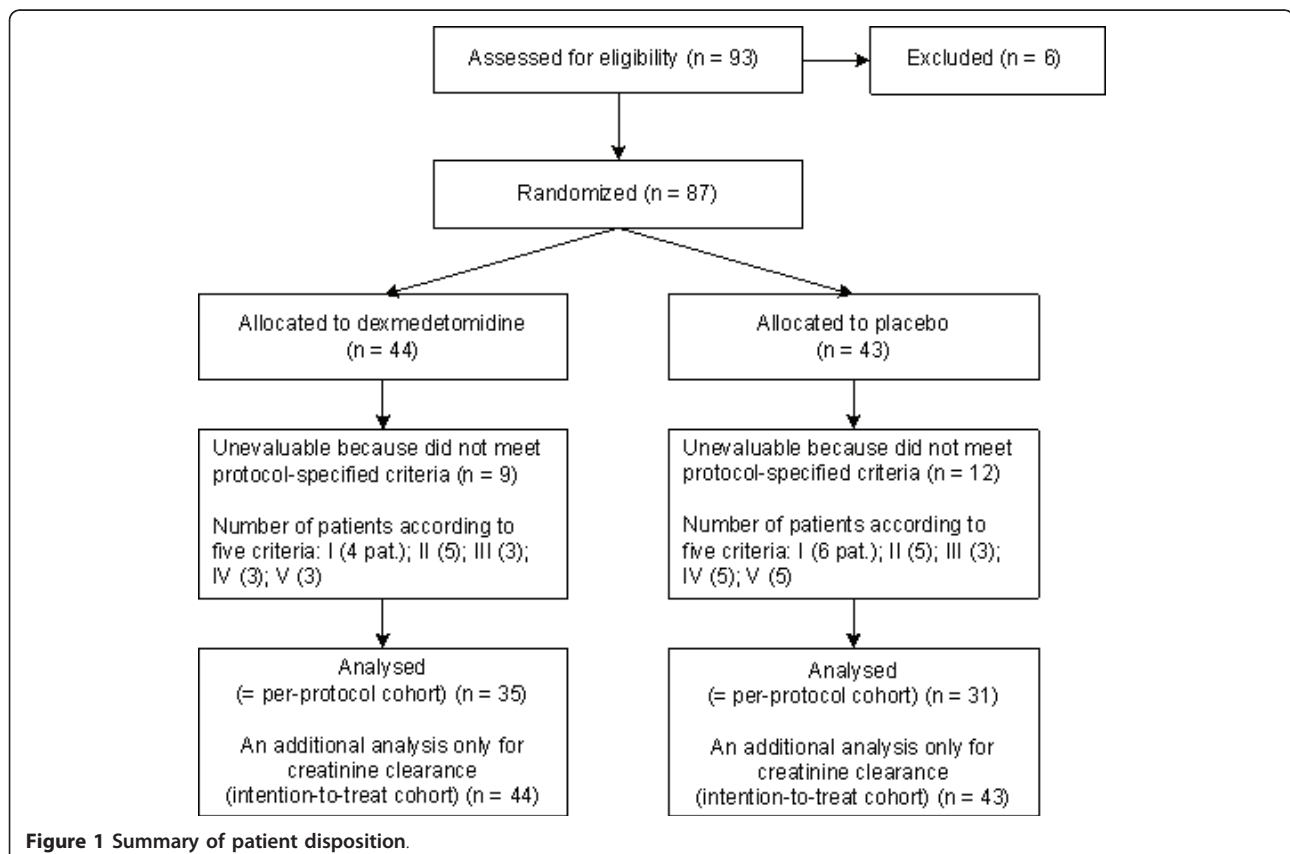 Assessed for eligibility (n = 93)
Excluded (n = 6)
Randomized (n = 87)
Allocated to dexmedetomidine
(n = 44)
Allocated to placebo
(n = 43)
Unevaluable because did not meet
protocol-specified criteria (n = 9)
Number of patients according to
five criteria: I (4 pat.); II (5); III (3);
IV (3); V (3)
Unevaluable because did not meet
protocol-specified criteria (n = 12)
Number of patients according to
five criteria: I (6 pat.); II (5); III (3);
IV (5); V (5)
Analysed
(= per-protocol cohort) (n = 35)
An additional analysis only for
creatinine clearance
(intention-to-treat cohort) (n = 44)
Analysed
(= per-protocol cohort) (n = 31)
An additional analysis only for
creatinine clearance
(intention-to-treat cohort) (n = 43)
Figure 1 Summary of patient disposition.